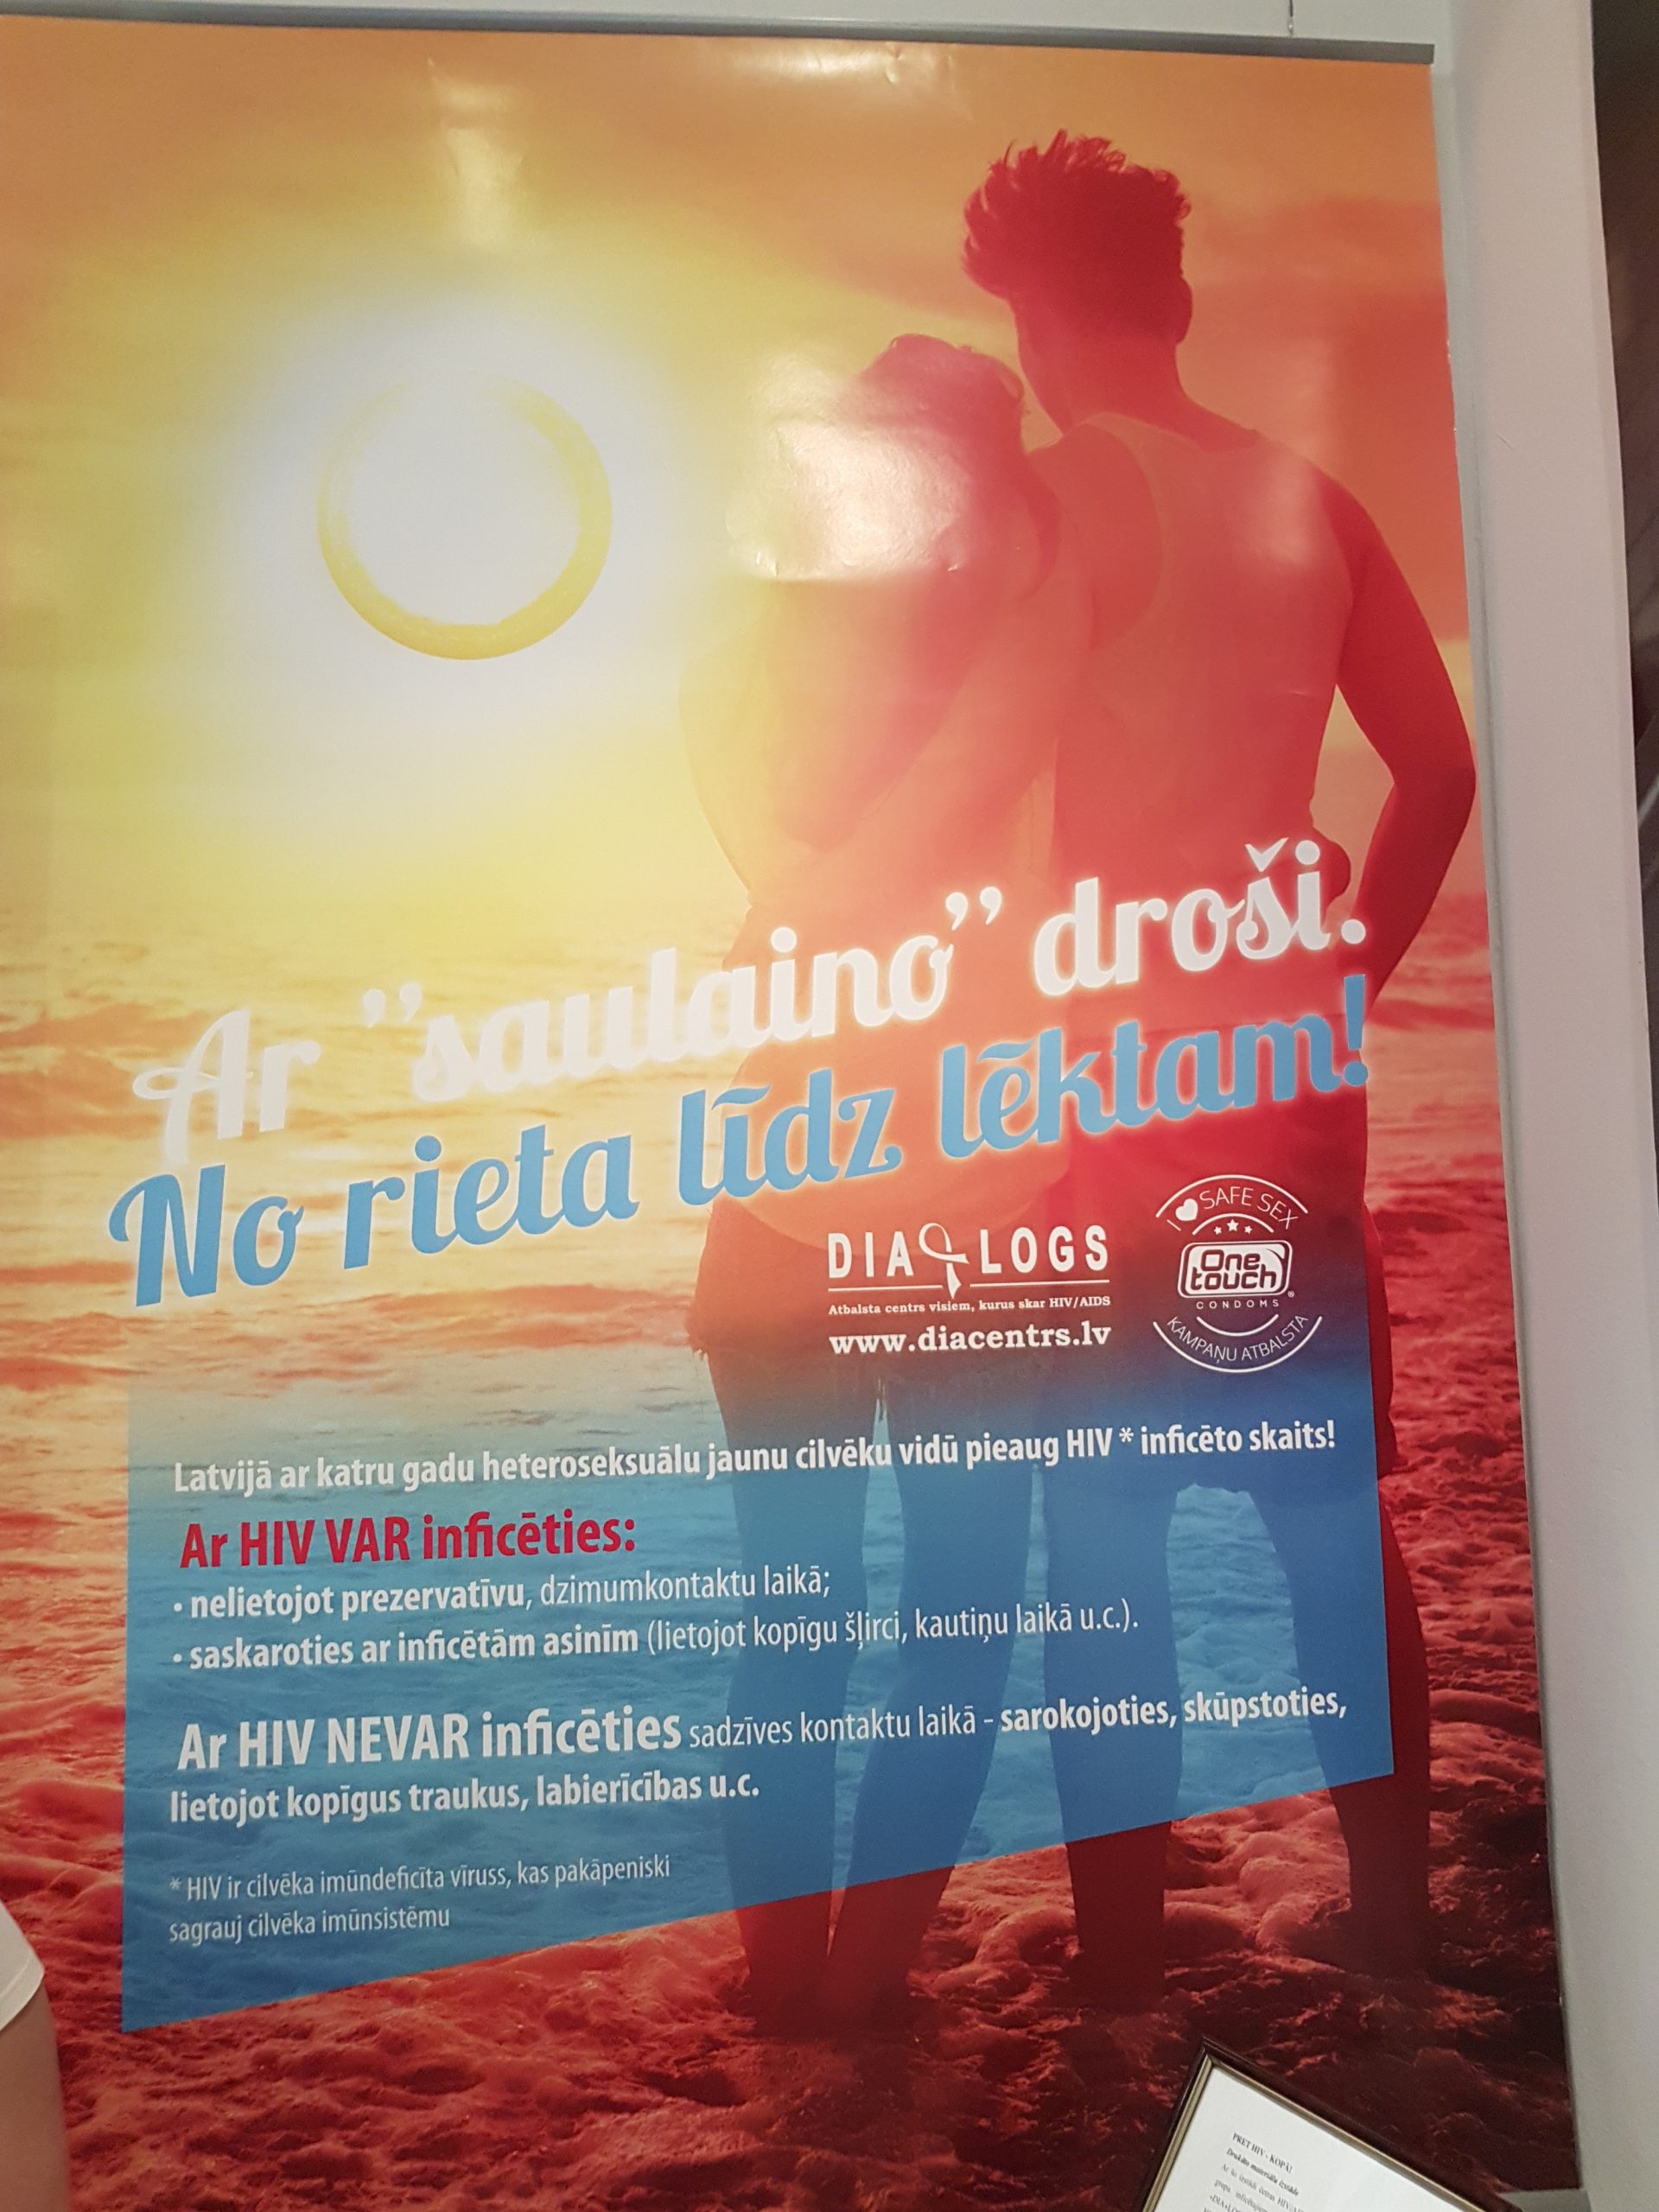 Ar "saulaino" droši.
No rieta līdz lēktam!
DIA LOGS
Atbalsta centrs visiem, kurus skar HIV/AIDS
www.diacentrs.lv
I SAFE SEX
One
touch
CONDOMS ®
KAMPAŅU ATBALSTA
Latvijā ar katru gadu heteroseksuālu jaunu cilvēku vidū pieaug HIV * inficēto skaits!
Ar HIV VAR inficēties:
• nelietojot prezervatīvu, dzimumkontaktu laikā;
• saskaroties ar inficētām asinīm (lietojot kopīgu šļirci, kautiņu laikā u.c.).
Ar HIV NEVAR inficēties sadzīves kontaktu laikā - sarokojoties, skūpstoties,
lietojot kopīgus traukus, labierīcības u.c.
* HIV ir cilvēka imūndeficīta vīruss, kas pakāpeniski
sagrauj cilvēka imūnsistēmu
PRET HIV - KOPĀ!